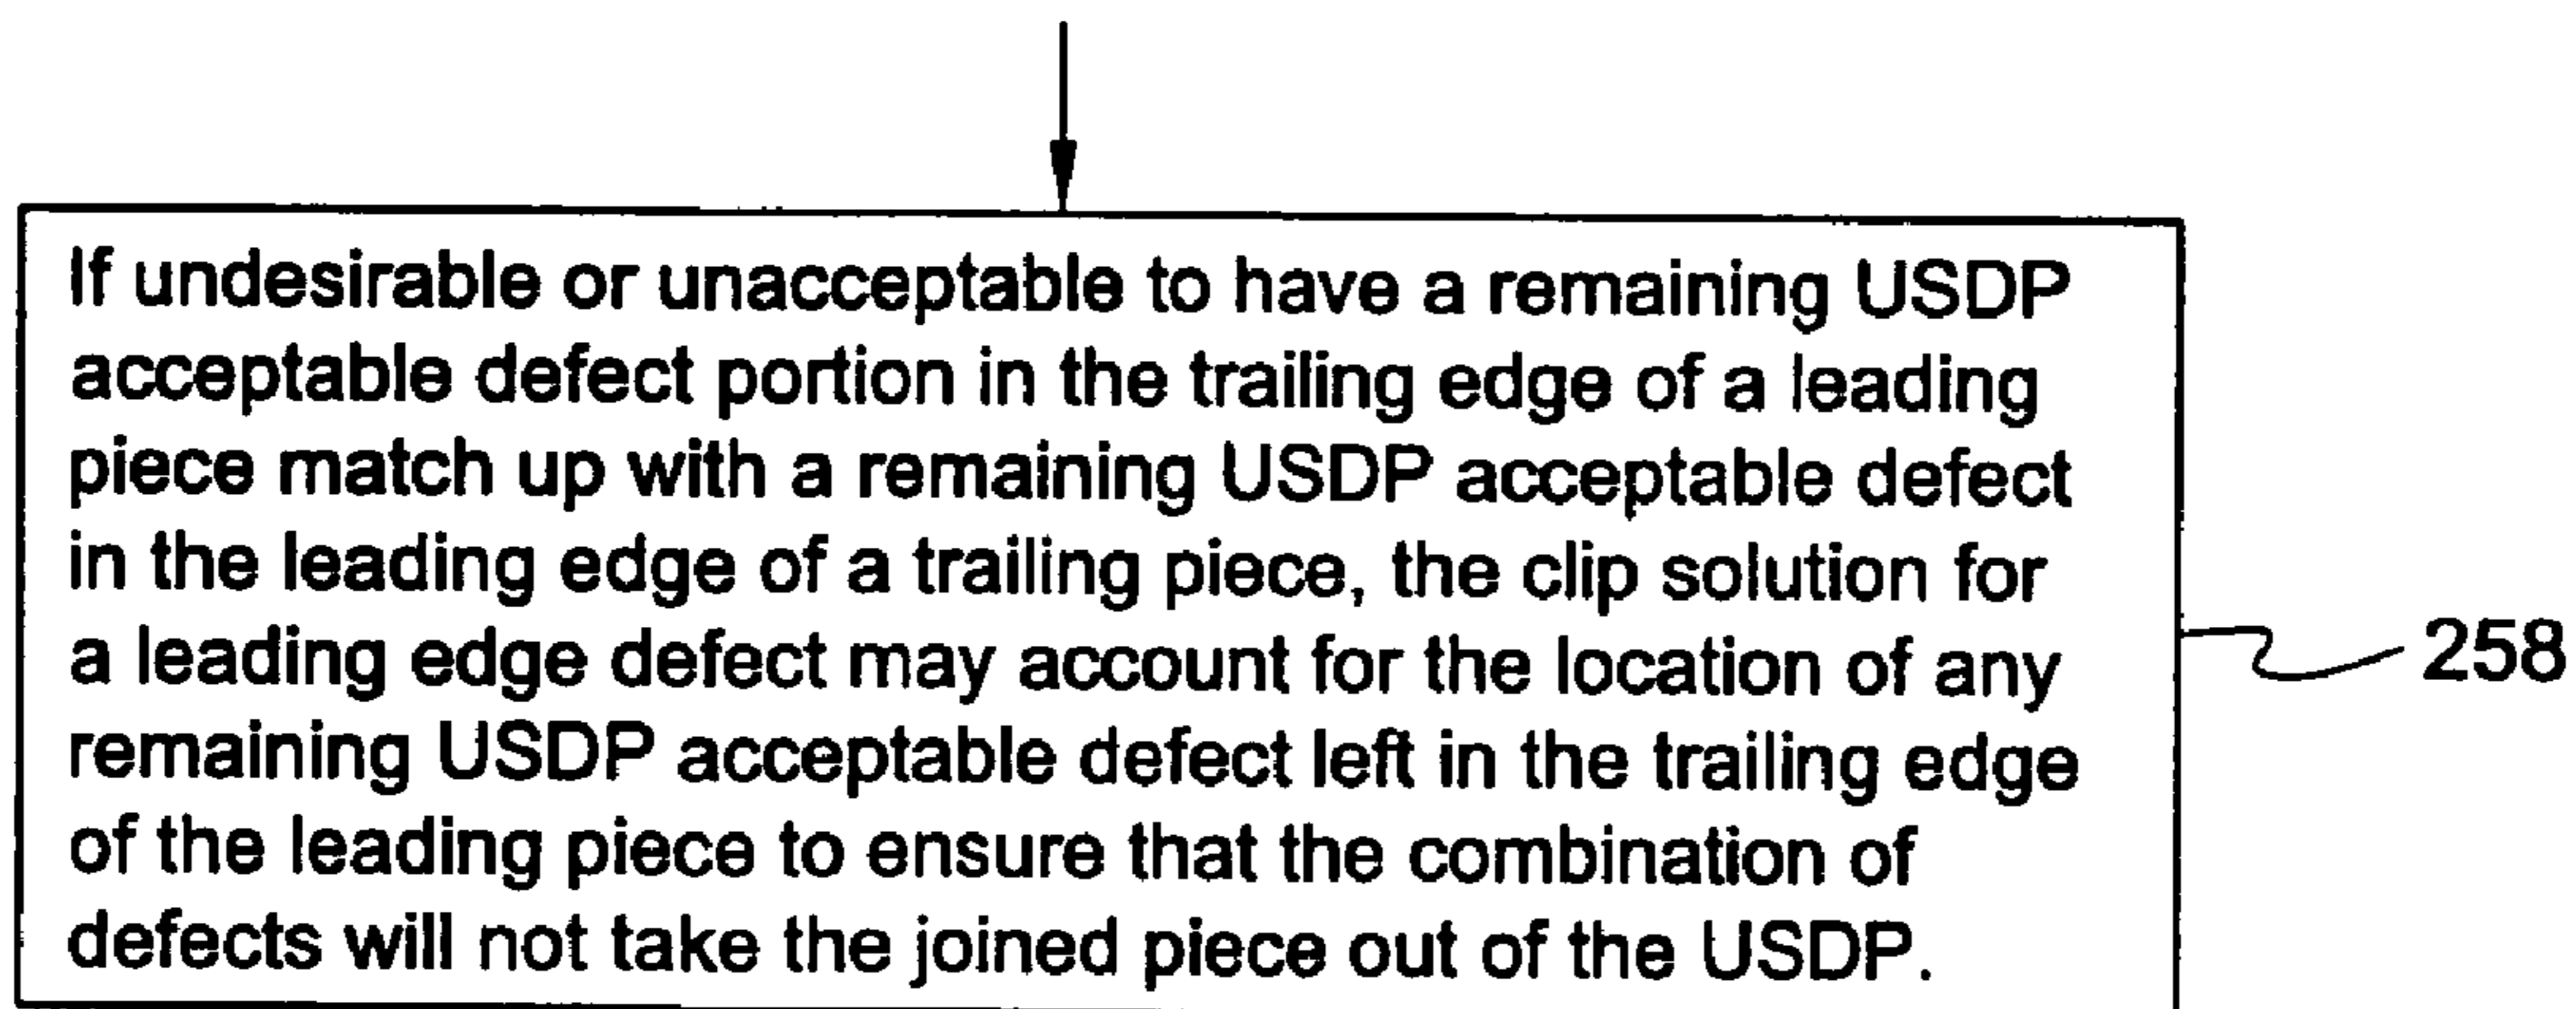 If undesirable or unacceptable to have a remaining USDP
acceptable defect portion in the trailing edge of a leading
piece match up with a remaining USDP acceptable defect
in the leading edge of a trailing piece, the clip solution for
a leading edge defect may account for the location of any
remaining USDP acceptable defect left in the trailing edge
of the leading piece to ensure that the combination of
defects will not take the joined piece out of the USDP.
258